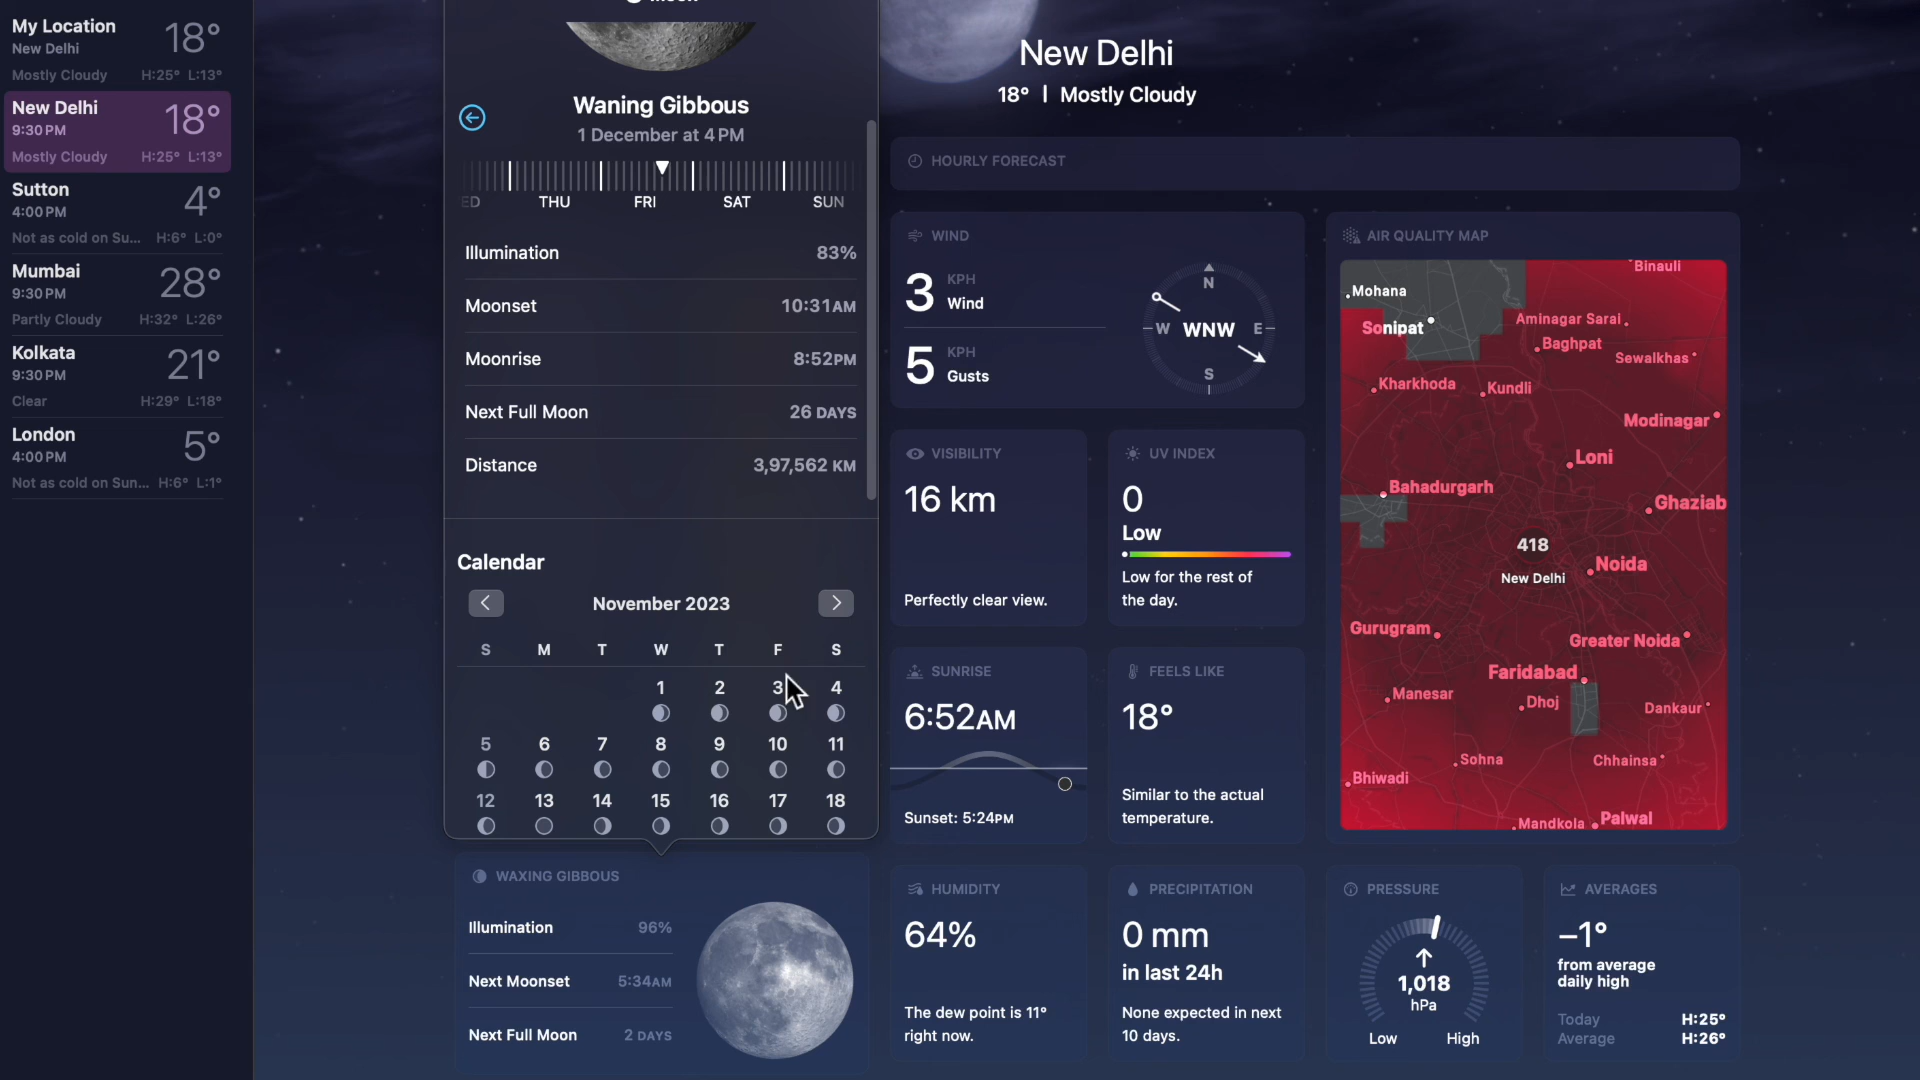 My Location
New Delhi
18°
Mostly Cloudy H:25° L:13°
New Delhi
9:30 PM
18°
Mostly Cloudy H:25° L:13°
Sutton
4:00 PM
4°
Not as cold on Su... H:6° L:0°
Mumbai
9:30 PM
28°
Partly Cloudy H:32° L:26°
Kolkata
9:30 PM
21°
Clear H:29° L:18°
London
4:00 PM
5°
Not as cold on Sun... H:6° L:1°
Waning Gibbous
1 December at 4 PM
THU FRI SAT SUN
Illumination 83%
Moonset 10:31AM
Moonrise 8:52PM
Next Full Moon 26 DAYS
Distance 3,97,562 KM
Calendar
November 2023
S M T W T F S
1 2 3 4
5 6 7 8 9 10 11
12 13 14 15 16 17 18
WAXING GIBBOUS
Illumination 96%
Next Moonset 5:34AM
Next Full Moon 2 DAYS
New Delhi
18° | Mostly Cloudy
HOURLY FORECAST
WIND
3 KPH
Wind
5 KPH
Gusts
N
W WNW E
S
VISIBILITY
16 km
Perfectly clear view.
UV INDEX
0
Low
Low for the rest of
the day.
SUNRISE
6:52AM
Sunset: 5:24PM
FEELS LIKE
18°
Similar to the actual
temperature.
HUMIDITY
64%
The dew point is 11°
right now.
PRECIPITATION
0 mm
in last 24h
None expected in next
10 days.
AIR QUALITY MAP
Binauli
Mohana
Sonipat
Aminagar Sarai
Baghpat
Sewalkhas
Kharkhoda
Kundli
Modinagar
Loni
Bahadurgarh
Ghaziab
418
New Delhi
Noida
Gurugram
Greater Noida
Faridabad
Manesar
Dhoj
Dankaur
Sohna
Chhainsa
Bhiwadi
Mandkola
Palwal
PRESSURE
1,018
hPa
Low High
AVERAGES
–1°
from average
daily high
Today H:25°
Average H:26°